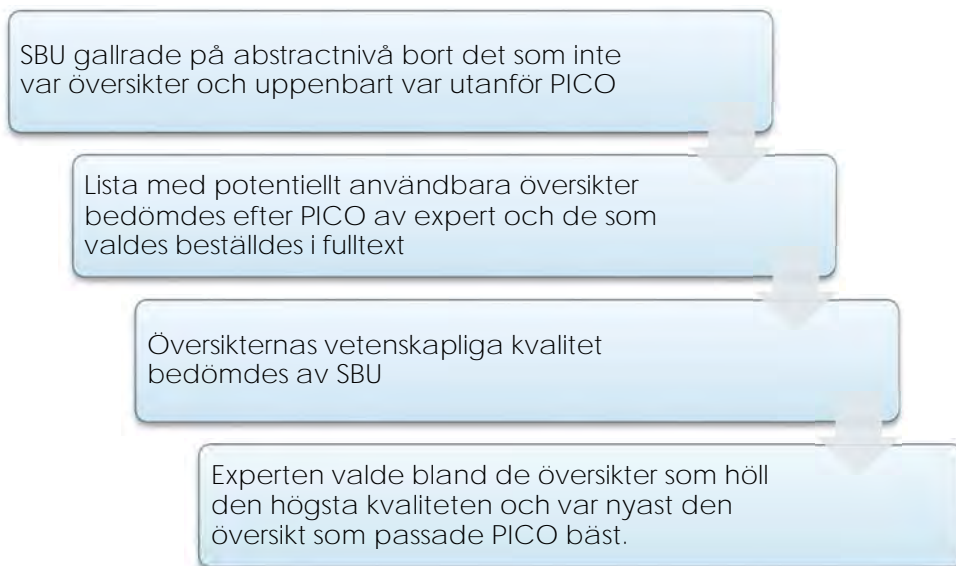 SBU gallrade på abstractnivå bort det som inte
var översikter och uppenbart var utanför PICO
Lista med potentiellt användbara översikter
bedömdes efter PICO av expert och de som
valdes beställdes i fulltext
Översikternas vetenskapliga kvalitet
bedömdes av SBU
Experten valde bland de översikter som höll
den högsta kvaliteten och var nyast den
översikt som passade PICO bäst.